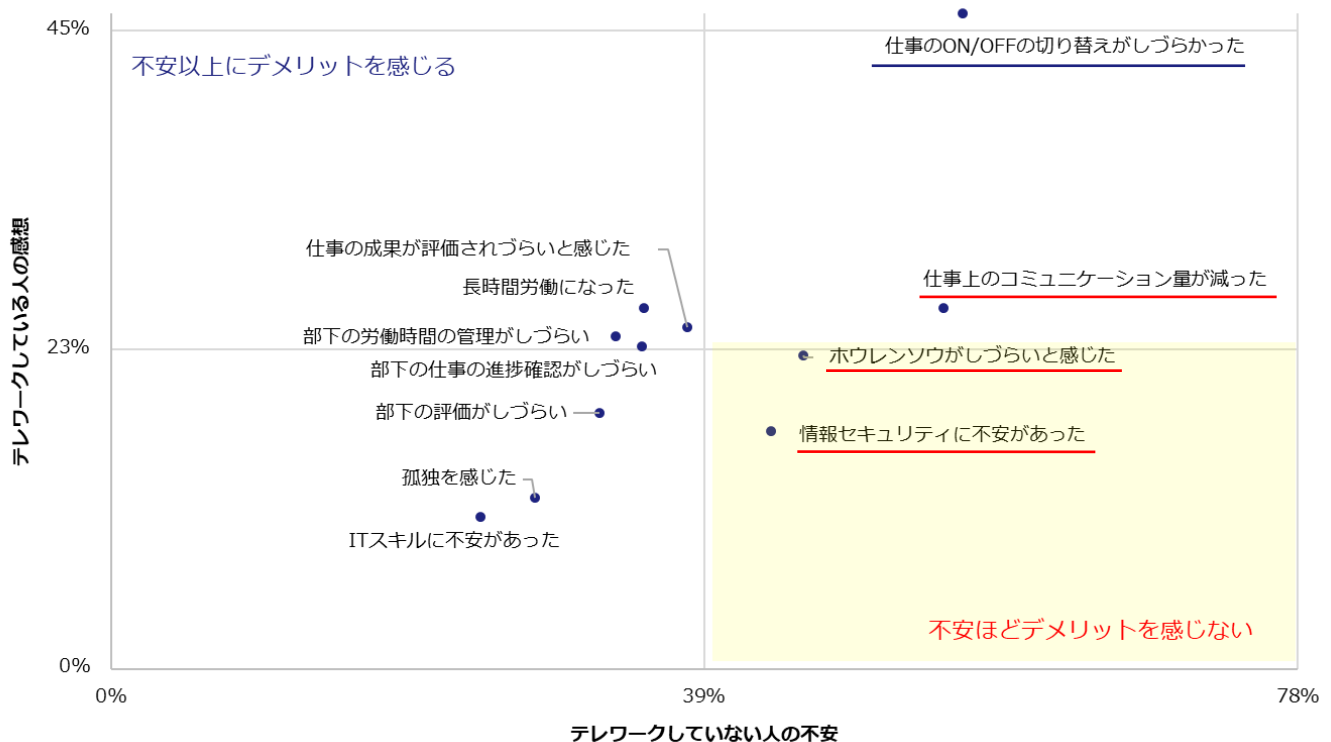 45%
仕事のON/OFFの切り替えがしづらかった
不安以上にデメリットを感じる
仕事の成果が評価されづらいと感じた
長時間労働になった
仕事上のコミュニケーション量が減った
部下の労働時間の管理がしづらい
23%
ホウレンソウがしづらいと感じた
部下の仕事の進捗確認がしづらい
部下の評価がしづらい
情報セキュリティに不安があった
孤独を感じた
ITスキルに不安があった
不安ほどデメリットを感じない
テレワークしている人の感想
0%
0%
39%
78%
テレワークしていない人の不安